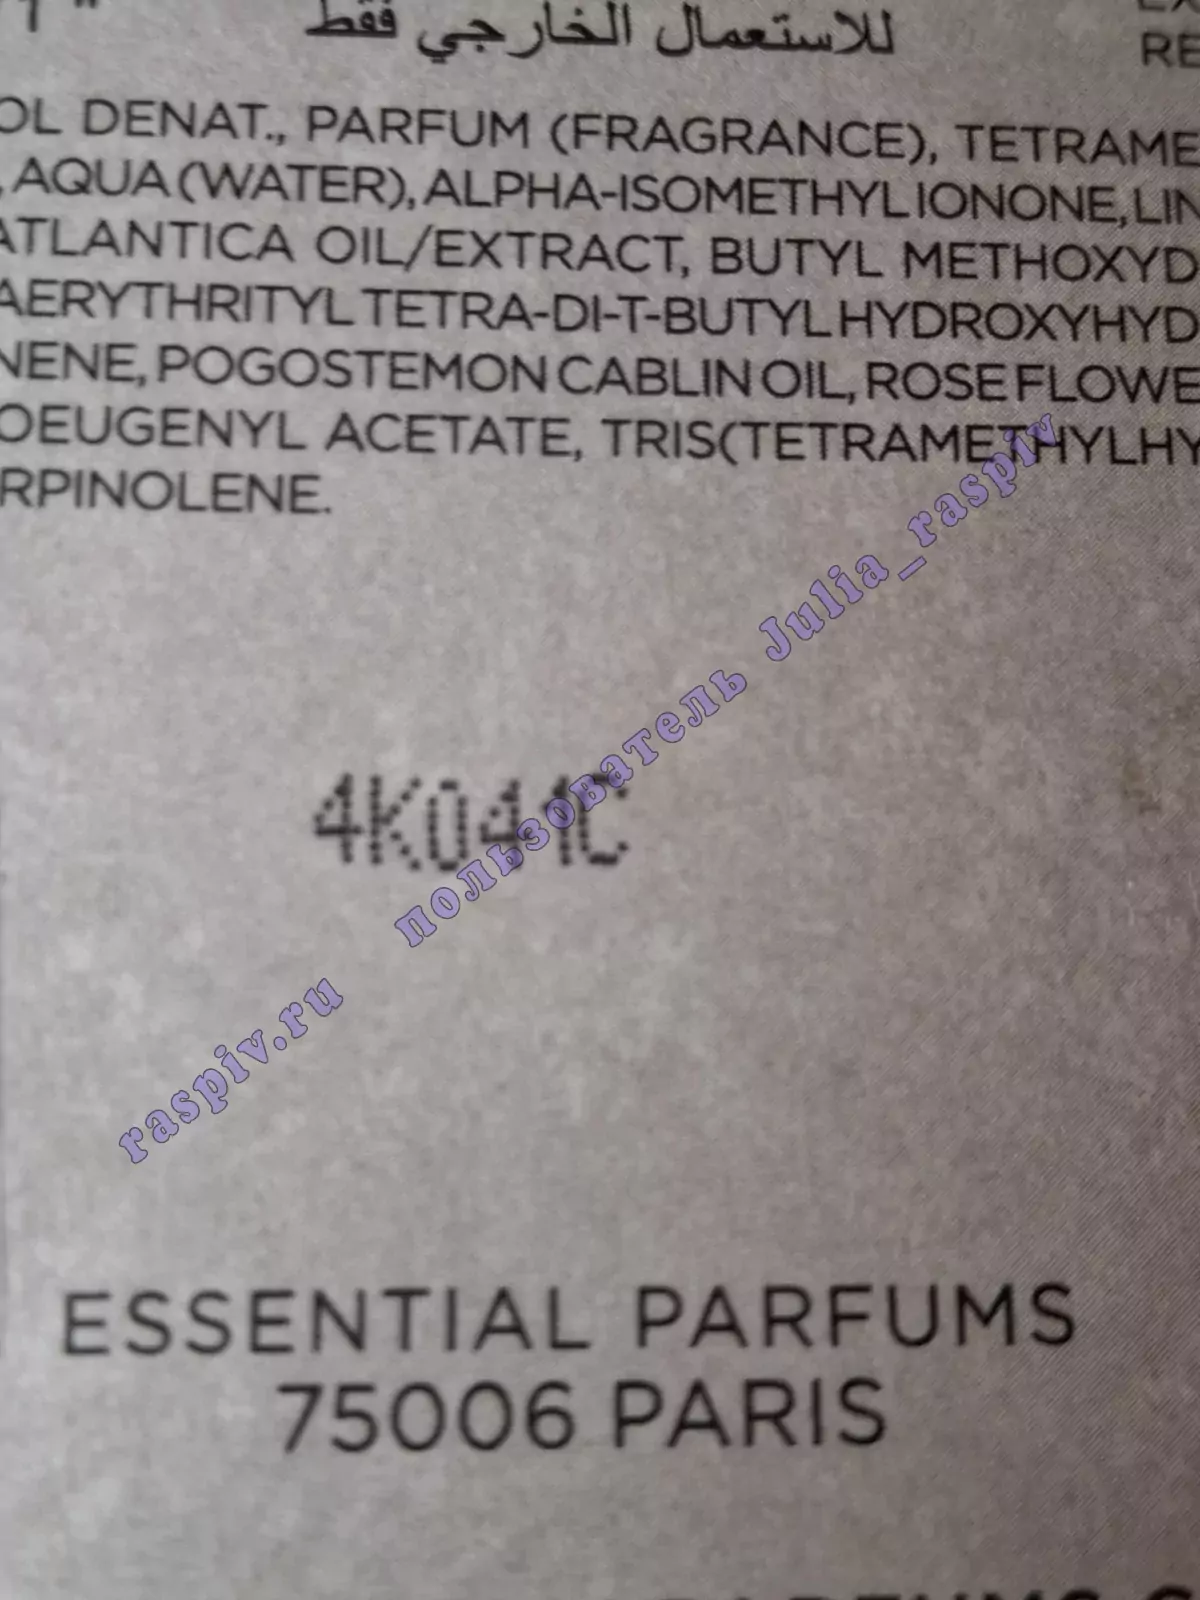 للاستعمال الخارجي فقط
RE
OL DENAT., PARFUM (FRAGRANCE), TETRAME
, AQUA (WATER), ALPHA-ISOMETHYL IONONE, LIN
ATLANTICA OIL/EXTRACT, BUTYL METHOXYD
AERYTHRITYL TETRA-DI-T-BUTYL HYDROXYHYD
NENE, POGOSTEMON CABLIN OIL, ROSE FLOWE
OEUGENYL ACETATE, TRIS(TETRAMETHYLHY
RPINOLENE.
raspiv.ru пользователь Julia_raspiv
ESSENTIAL PARFUMS
75006 PARIS